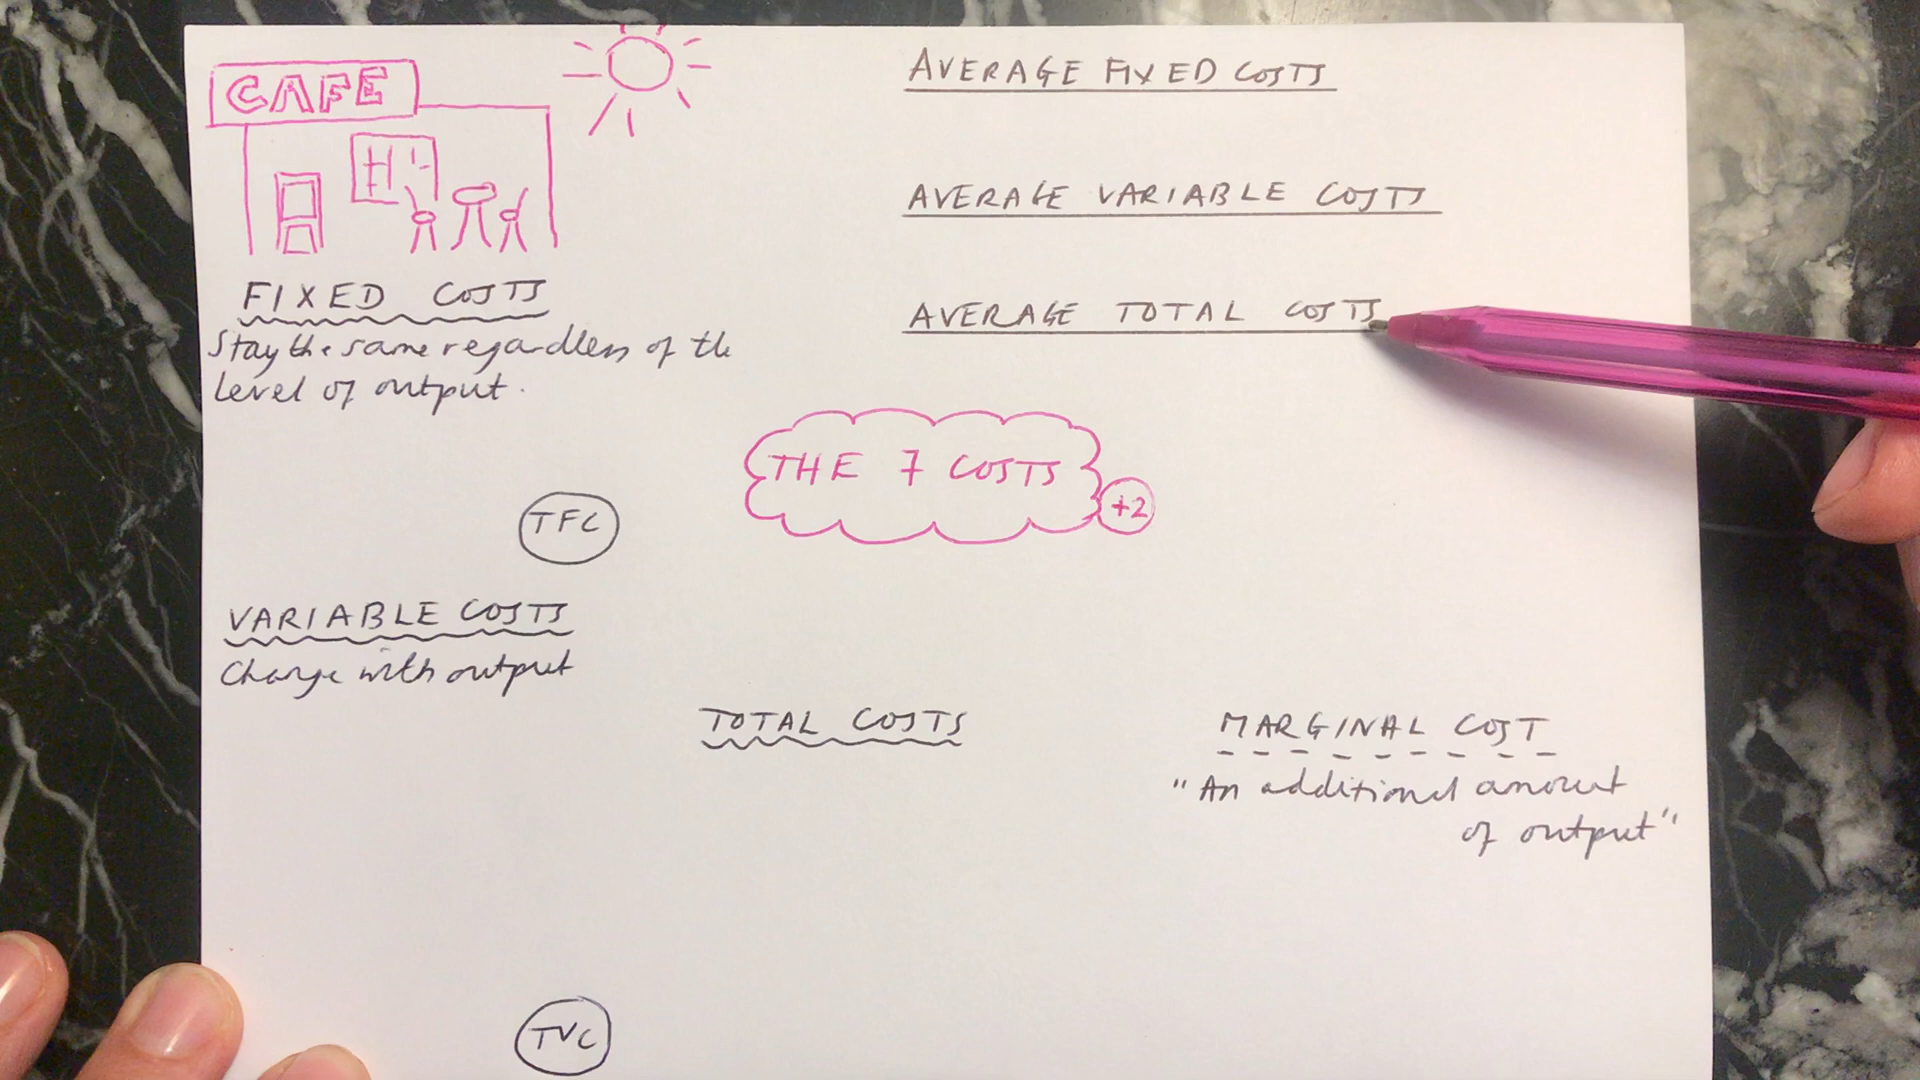 CAFE
FIXED COSTS
Stay the same regardless of the
level of output.
TFC
VARIABLE COSTS
Change with output
TVC
THE 7 COSTS
+2
TOTAL COSTS
AVERAGE FIXED COSTS
AVERAGE VARIABLE COSTS
AVERAGE TOTAL COSTS
MARGINAL COST
"An additional amount
of output"